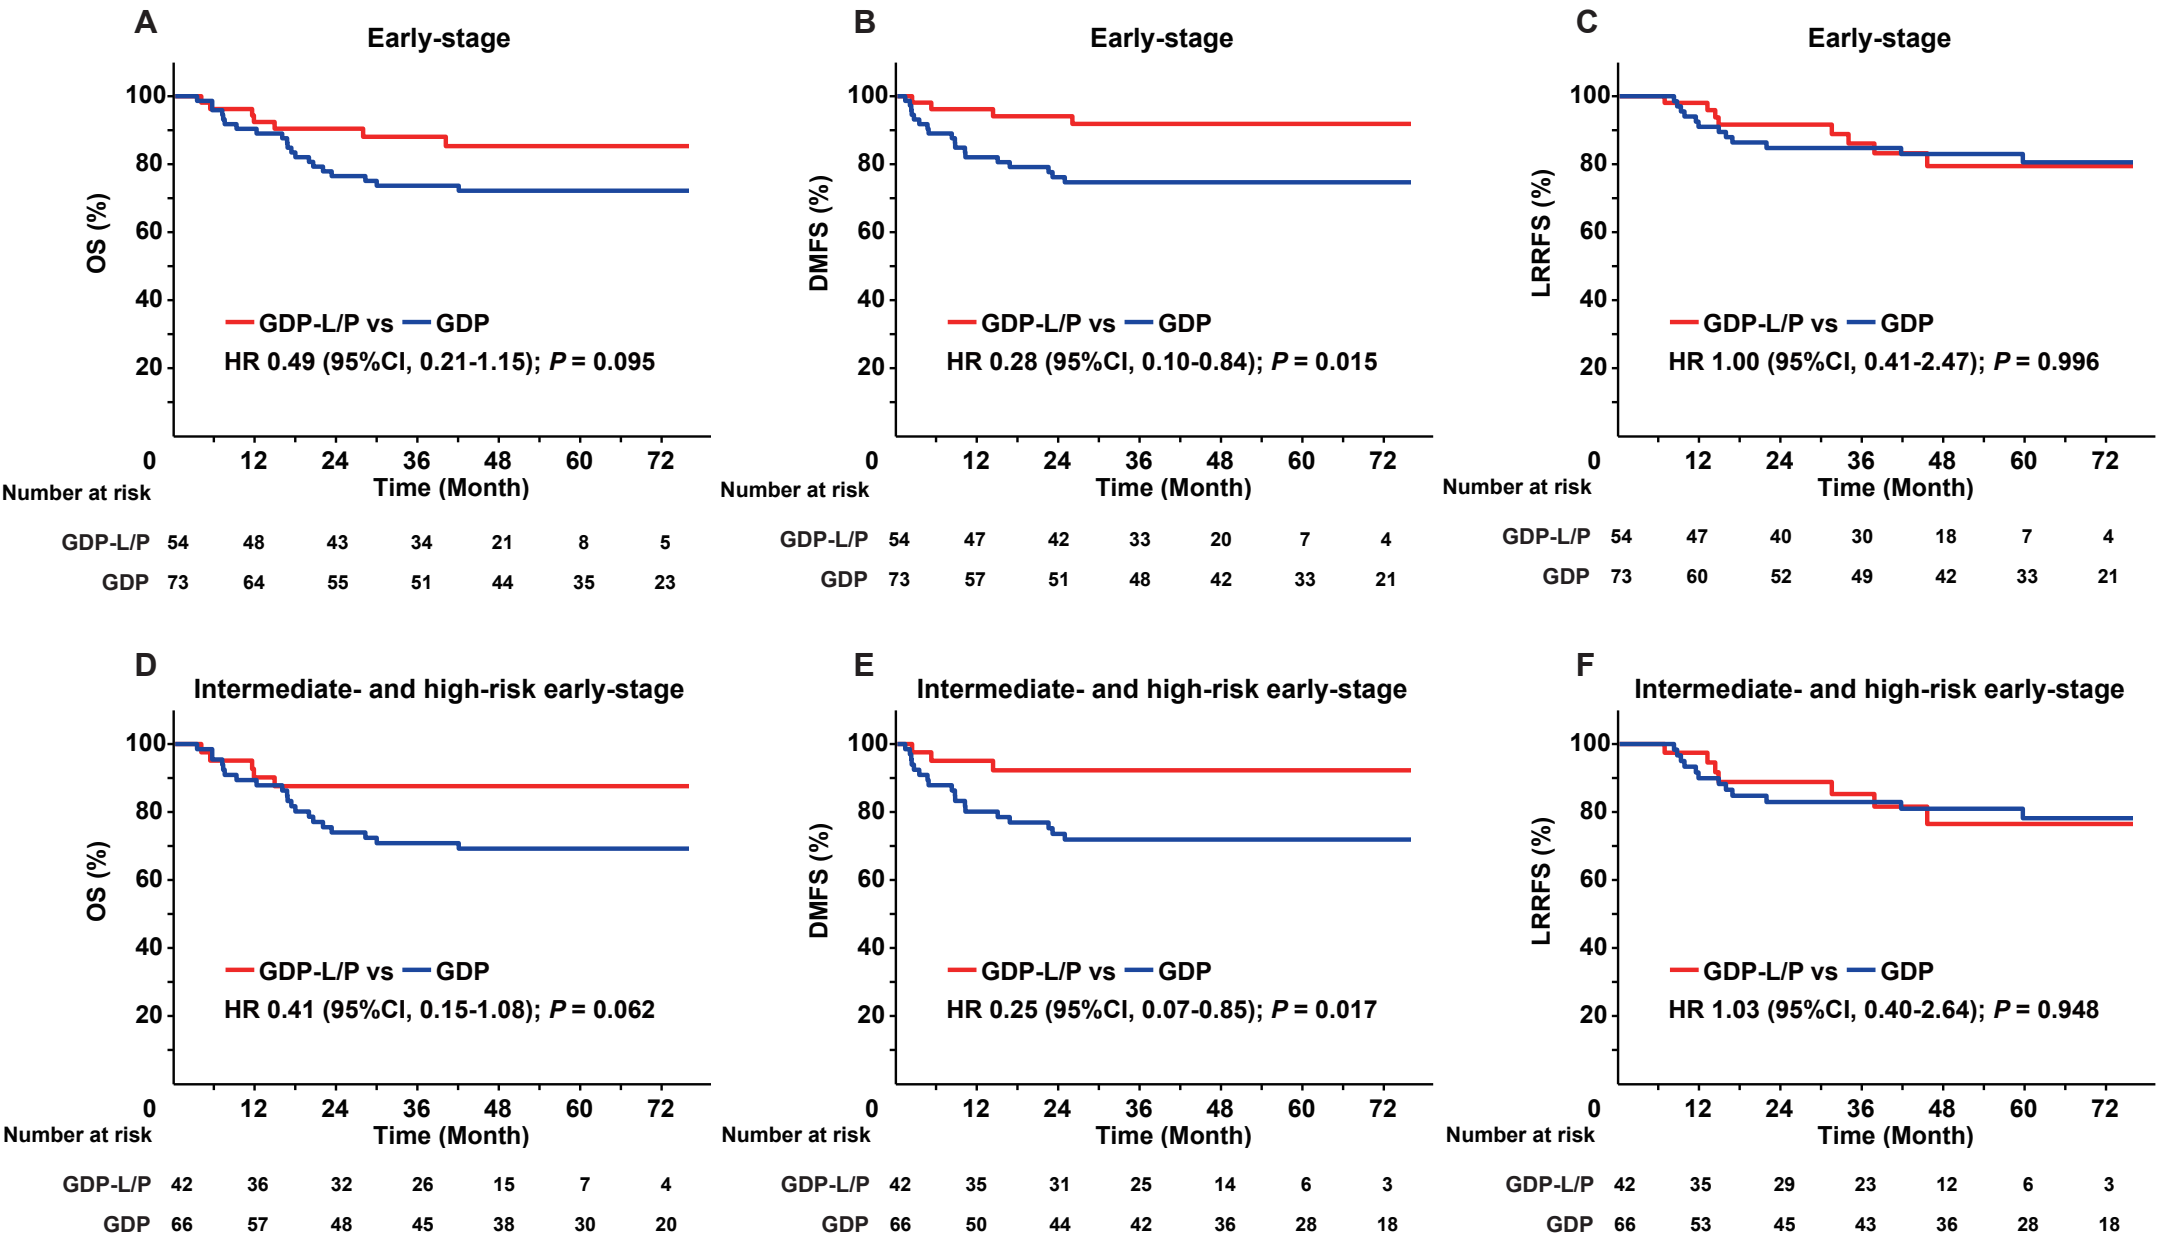 A
Early-stage
100
80
60
40
20
OS (%)
GDP-L/P vs GDP
HR 0.49 (95%CI, 0.21-1.15); P = 0.095
0 12 24 36 48 60 72
Time (Month)
Number at risk
GDP-L/P 54 48 43 34 21 8 5
GDP 73 64 55 51 44 35 23
B
Early-stage
100
80
60
40
20
DMFS (%)
GDP-L/P vs GDP
HR 0.28 (95%CI, 0.10-0.84); P = 0.015
0 12 24 36 48 60 72
Time (Month)
Number at risk
GDP-L/P 54 47 42 33 20 7 4
GDP 73 57 51 48 42 33 21
C
Early-stage
100
80
60
40
20
LRRFS (%)
GDP-L/P vs GDP
HR 1.00 (95%CI, 0.41-2.47); P = 0.996
0 12 24 36 48 60 72
Time (Month)
Number at risk
GDP-L/P 54 47 40 30 18 7 4
GDP 73 60 52 49 42 33 21
D
Intermediate- and high-risk early-stage
100
80
60
40
20
OS (%)
GDP-L/P vs GDP
HR 0.41 (95%CI, 0.15-1.08); P = 0.062
0 12 24 36 48 60 72
Time (Month)
Number at risk
GDP-L/P 42 36 32 26 15 7 4
GDP 66 57 48 45 38 30 20
E
Intermediate- and high-risk early-stage
100
80
60
40
20
DMFS (%)
GDP-L/P vs GDP
HR 0.25 (95%CI, 0.07-0.85); P = 0.017
0 12 24 36 48 60 72
Time (Month)
Number at risk
GDP-L/P 42 35 31 25 14 6 3
GDP 66 50 44 42 36 28 18
F
Intermediate- and high-risk early-stage
100
80
60
40
20
LRRFS (%)
GDP-L/P vs GDP
HR 1.03 (95%CI, 0.40-2.64); P = 0.948
0 12 24 36 48 60 72
Time (Month)
Number at risk
GDP-L/P 42 35 29 23 12 6 3
GDP 66 53 45 43 36 28 18